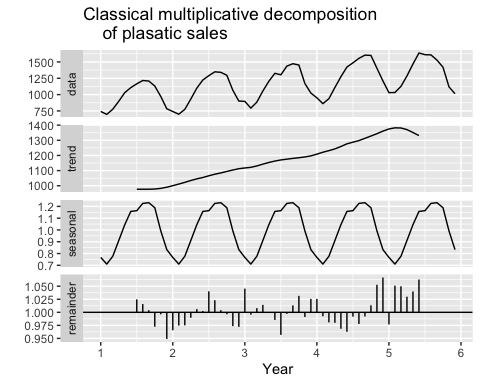 Classical multiplicative decomposition
of plasatic sales
data
1500
1250
1000
750
trend
1400
1300
1200
1100
1000
seasonal
1.2
1.1
1.0
0.9
0.8
0.7
remainder
1.050
1.025
1.000
0.975
0.950
1 2 3 4 5 6
Year